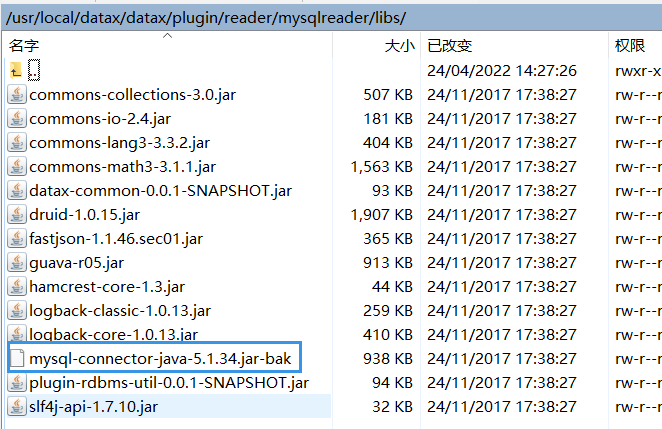 /usr/local/datax/datax/plugin/reader/mysqlreader/libs/
名字 大小 已改变 权限
.. 24/04/2022 14:27:26 rwxr-x
commons-collections-3.0.jar 507 KB 24/11/2017 17:38:27 rw-r--r
commons-io-2.4.jar 181 KB 24/11/2017 17:38:27 rw-r--r
commons-lang3-3.3.2.jar 404 KB 24/11/2017 17:38:27 rw-r--r
commons-math3-3.1.1.jar 1,563 KB 24/11/2017 17:38:27 rw-r--r
datax-common-0.0.1-SNAPSHOT.jar 93 KB 24/11/2017 17:38:27 rw-r--r
druid-1.0.15.jar 1,907 KB 24/11/2017 17:38:27 rw-r--r
fastjson-1.1.46.sec01.jar 365 KB 24/11/2017 17:38:27 rw-r--r
guava-r05.jar 913 KB 24/11/2017 17:38:27 rw-r--r
hamcrest-core-1.3.jar 44 KB 24/11/2017 17:38:27 rw-r--r
logback-classic-1.0.13.jar 259 KB 24/11/2017 17:38:27 rw-r--r
logback-core-1.0.13.jar 410 KB 24/11/2017 17:38:27 rw-r--r
mysql-connector-java-5.1.34.jar-bak 938 KB 24/11/2017 17:38:27 rw-r--r
plugin-rdbms-util-0.0.1-SNAPSHOT.jar 94 KB 24/11/2017 17:38:27 rw-r--r
slf4j-api-1.7.10.jar 32 KB 24/11/2017 17:38:27 rw-r--r